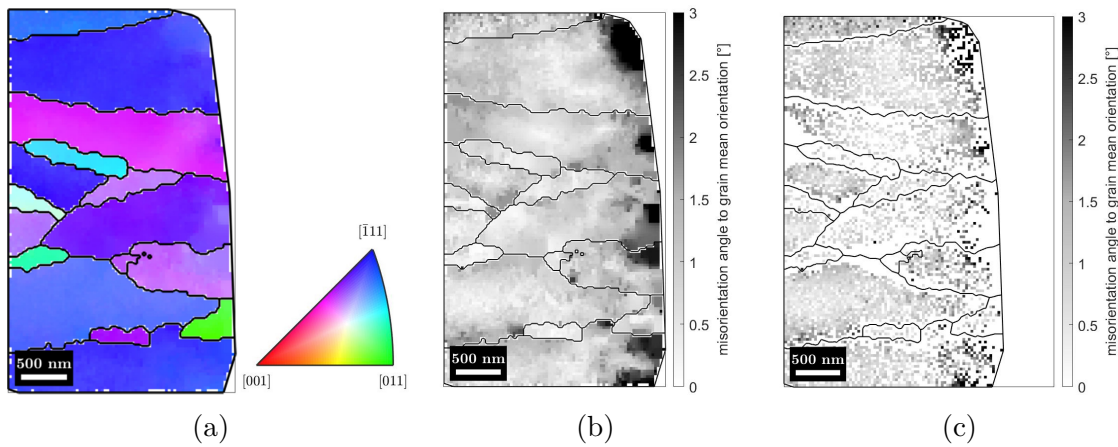 500 nm
[1̄11]
[001]
[011]
(a)
500 nm
3
2.5
2
1.5
1
0.5
0
misorientation angle to grain mean orientation [°]
(b)
500 nm
3
2.5
2
1.5
1
0.5
0
misorientation angle to grain mean orientation [°]
(c)